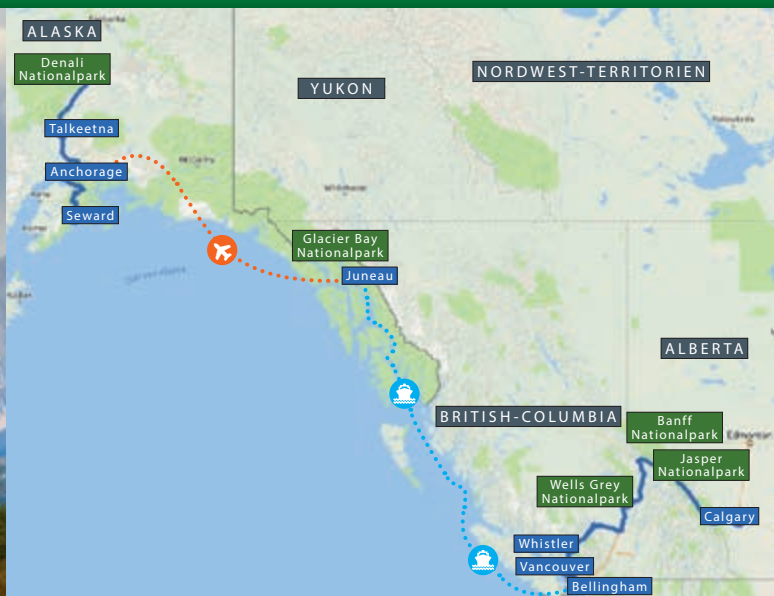 ALASKA
Denali
Nationalpark
NORDWEST-TERRITORIEN
YUKON
Talkeetna
Anchorage
Seward
Glacier Bay
Nationalpark
Juneau
ALBERTA
BRITISH-COLUMBIA
Banff
Nationalpark
Edmonton
Jasper
Nationalpark
Wells Grey
Nationalpark
Calgary
Whistler
Vancouver
Bellingham